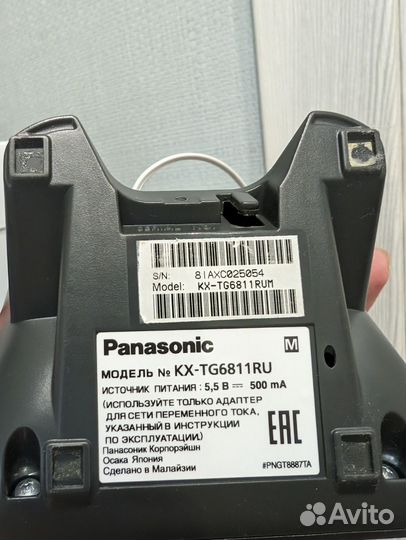 S/N: 8IAXC025054
Model: KX-TG6811RUM
Panasonic M
МОДЕЛЬ № KX-TG6811RU
ИСТОЧНИК ПИТАНИЯ : 5,5 В ⎓ 500 mA
(ИСПОЛЬЗУЙТЕ ТОЛЬКО АДАПТЕР
ДЛЯ СЕТИ ПЕРЕМЕННОГО ТОКА,
УКАЗАННЫЙ В ИНСТРУКЦИИ
ПО ЭКСПЛУАТАЦИИ)
Панасоник Корпорэйшн
Осака Япония
Сделано в Малайзии
EAC
#PNGT8887TA
Avito